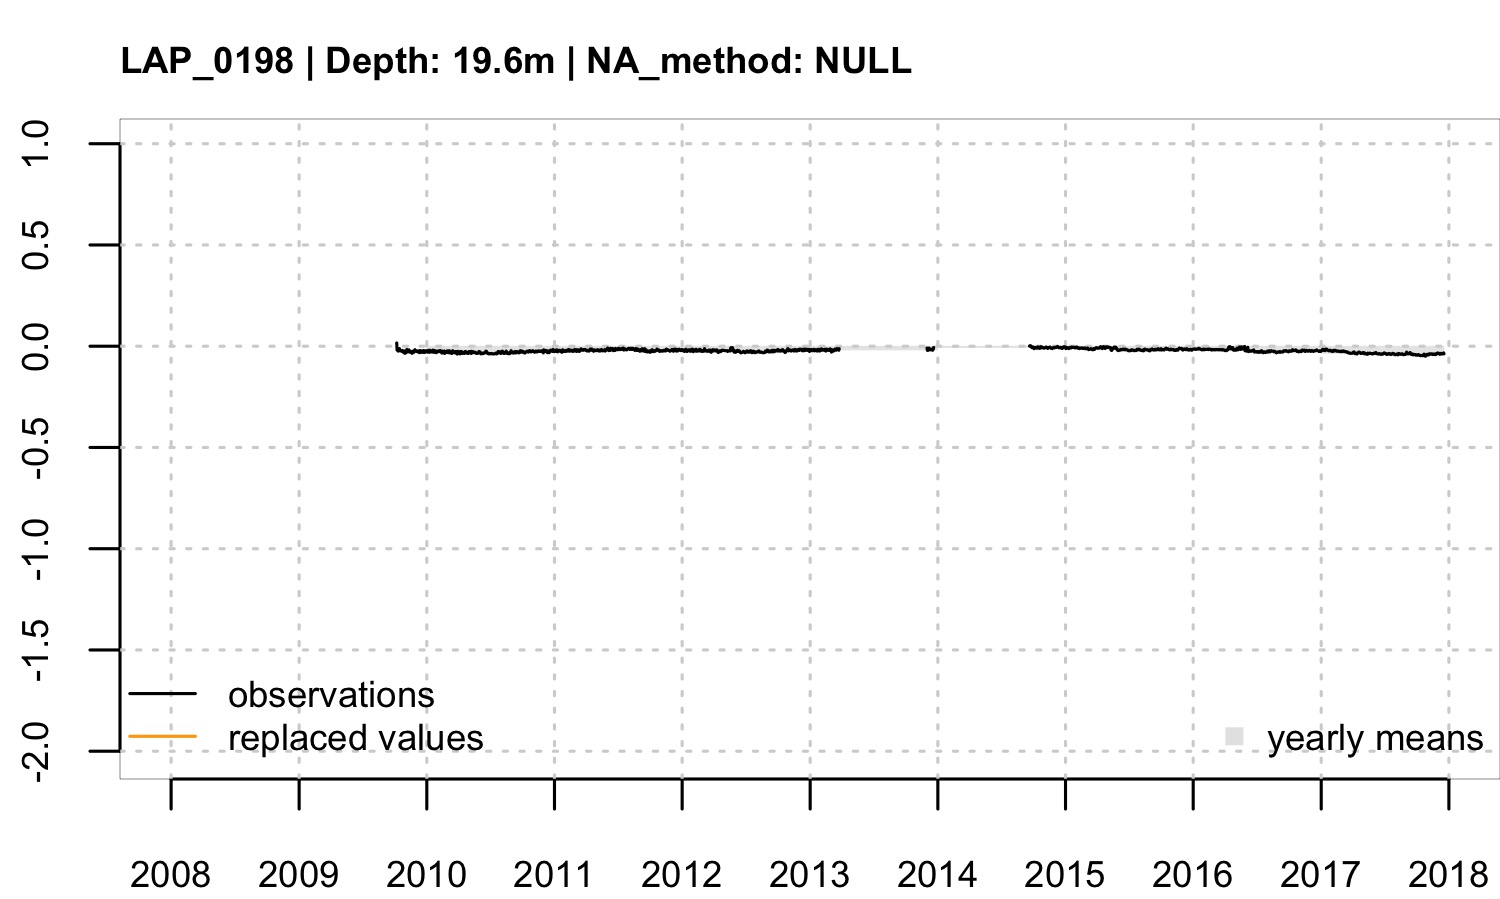 LAP_0198 | Depth: 19.6m | NA_method: NULL
1.0
0.5
0.0
-0.5
-1.0
-1.5
-2.0
observations
replaced values
yearly means
2008 2009 2010 2011 2012 2013 2014 2015 2016 2017 2018